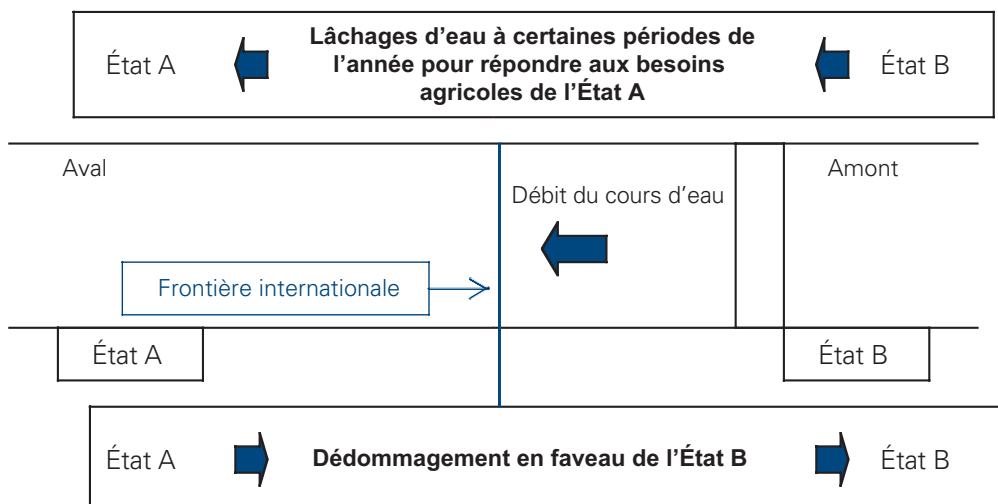 État A
Lâchages d’eau à certaines périodes de
l’année pour répondre aux besoins
agricoles de l’État A
État B
Aval
Débit du cours d’eau
Amont
Frontière internationale
État A
État B
État A
Dédommagement en faveau de l’État B
État B